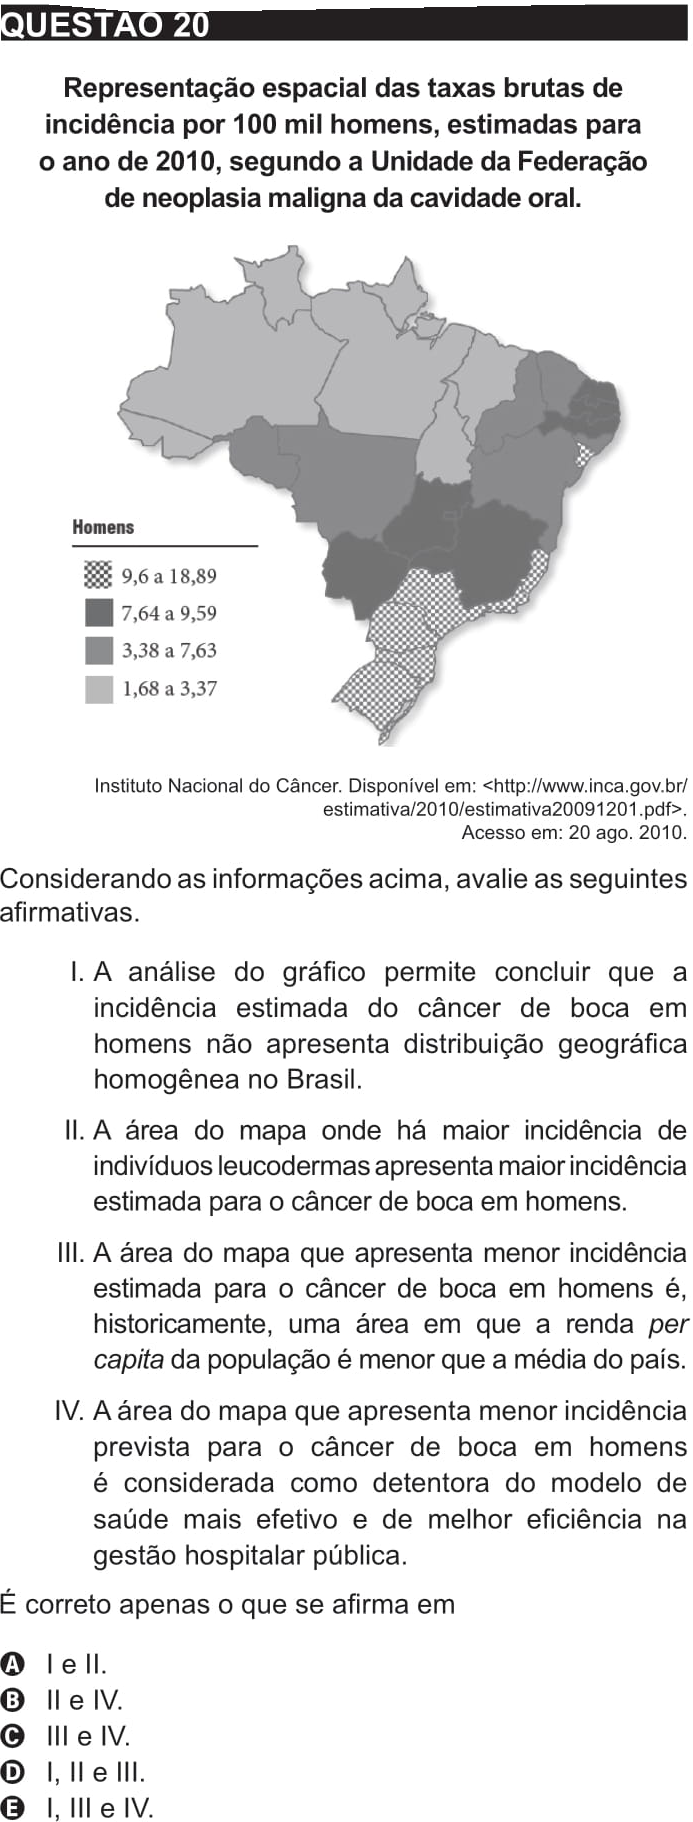 QUESTÃO 20
Representação espacial das taxas brutas de
incidência por 100 mil homens, estimadas para
o ano de 2010, segundo a Unidade da Federação
de neoplasia maligna da cavidade oral.
Homens
9,6 a 18,89
7,64 a 9,59
3,38 a 7,63
1,68 a 3,37
Instituto Nacional do Câncer. Disponível em: <http://www.inca.gov.br/
estimativa/2010/estimativa20091201.pdf>.
Acesso em: 20 ago. 2010.
Considerando as informações acima, avalie as seguintes
afirmativas.
I. A análise do gráfico permite concluir que a
incidência estimada do câncer de boca em
homens não apresenta distribuição geográfica
homogênea no Brasil.
II. A área do mapa onde há maior incidência de
indivíduos leucodermas apresenta maior incidência
estimada para o câncer de boca em homens.
III. A área do mapa que apresenta menor incidência
estimada para o câncer de boca em homens é,
historicamente, uma área em que a renda per
capita da população é menor que a média do país.
IV. A área do mapa que apresenta menor incidência
prevista para o câncer de boca em homens
é considerada como detentora do modelo de
saúde mais efetivo e de melhor eficiência na
gestão hospitalar pública.
É correto apenas o que se afirma em
A I e II.
B II e IV.
C III e IV.
D I, II e III.
E I, III e IV.